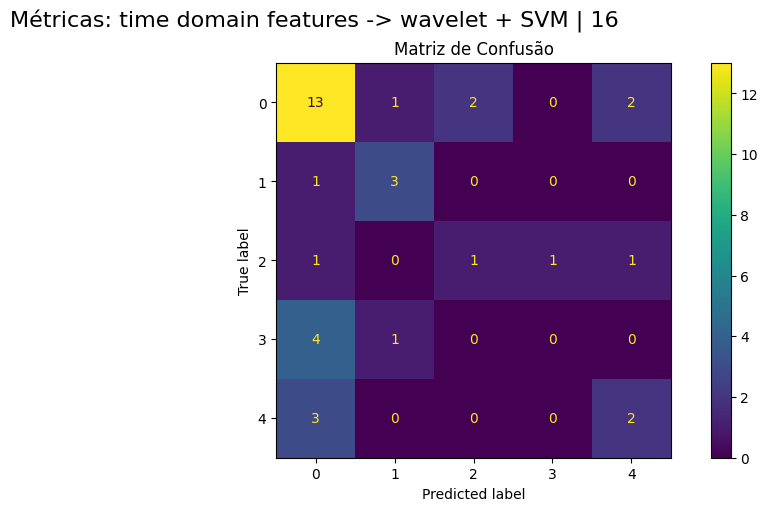 Métricas: time domain features -> wavelet + SVM | 16
Matriz de Confusão
0 13 1 2 0 2
1 1 3 0 0 0
2 1 0 1 1 1
3 4 1 0 0 0
4 3 0 0 0 2
0 1 2 3 4
Predicted label
True label
12
10
8
6
4
2
0